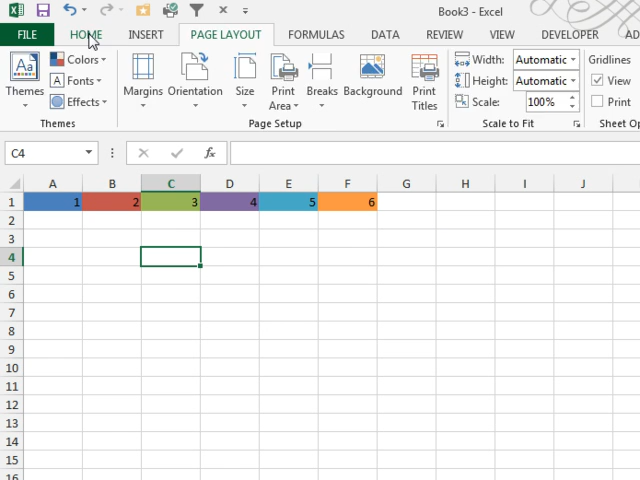 Book3 - Excel
FILE HOME INSERT PAGE LAYOUT FORMULAS DATA REVIEW VIEW DEVELOPER AD
Themes
Colors
Fonts
Effects
Margins Orientation Size Print Area Breaks Background Print Titles
Width: Automatic
Height: Automatic
Scale: 100%
Gridlines
View
Print
Themes Page Setup Scale to Fit Sheet Op
C4 fx
A B C D E F G H I J
1 1 2 3 4 5 6
2
3
4
5
6
7
8
9
10
11
12
13
14
15
16